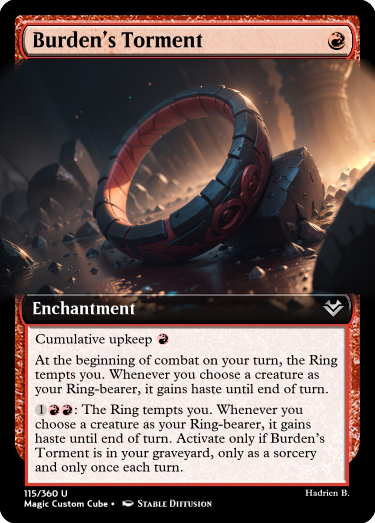 Burden's Torment
Enchantment
Cumulative upkeep
At the beginning of combat on your turn, the Ring
tempts you. Whenever you choose a creature as
your Ring-bearer, it gains haste until end of turn.
1: The Ring tempts you. Whenever you
choose a creature as your Ring-bearer, it gains
haste until end of turn. Activate only if Burden's
Torment is in your graveyard, only as a sorcery
and only once each turn.
115/360 U
Hadrien B.
Magic Custom Cube • Stable Diffusion